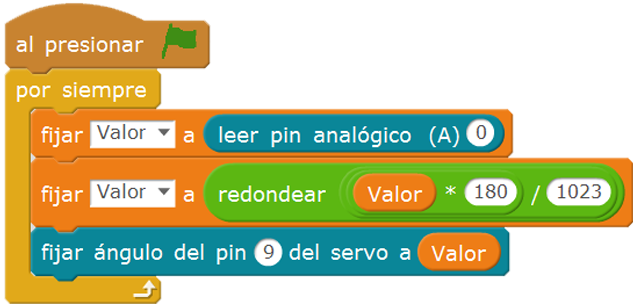 al presionar
por siempre
fijar Valor a leer pin analógico (A) 0
fijar Valor a redondear Valor * 180 / 1023
fijar ángulo del pin 9 del servo a Valor